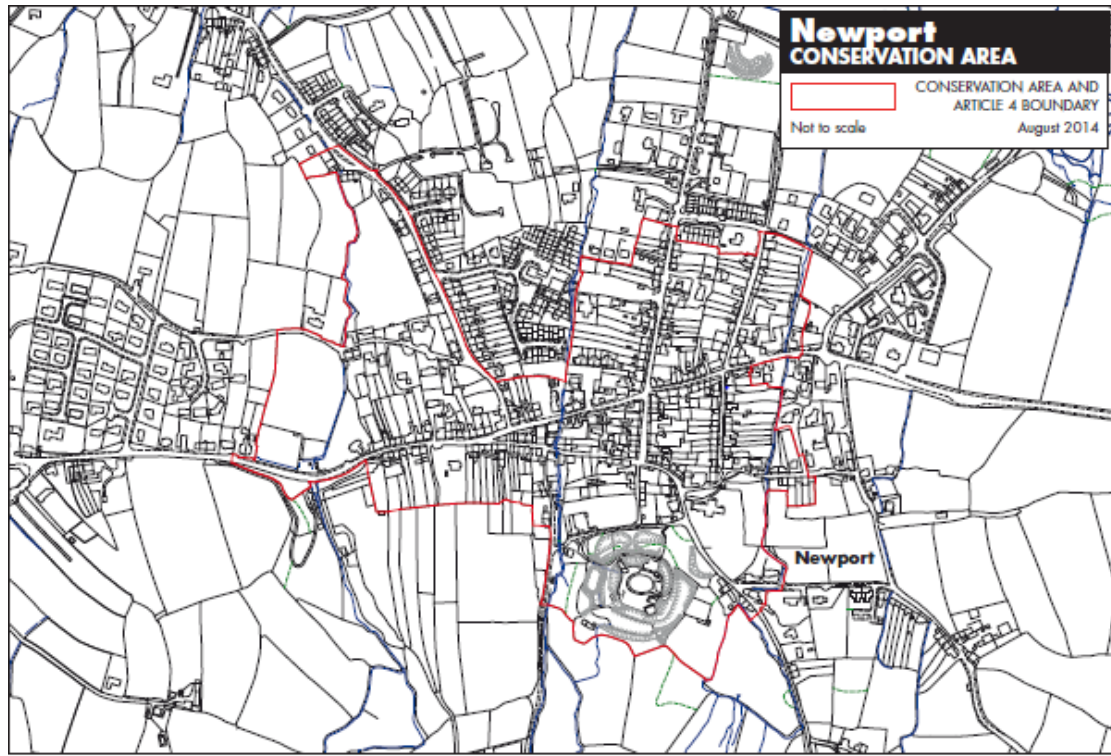 Newport
CONSERVATION AREA
CONSERVATION AREA AND
ARTICLE 4 BOUNDARY
Not to scale
August 2014
Newport